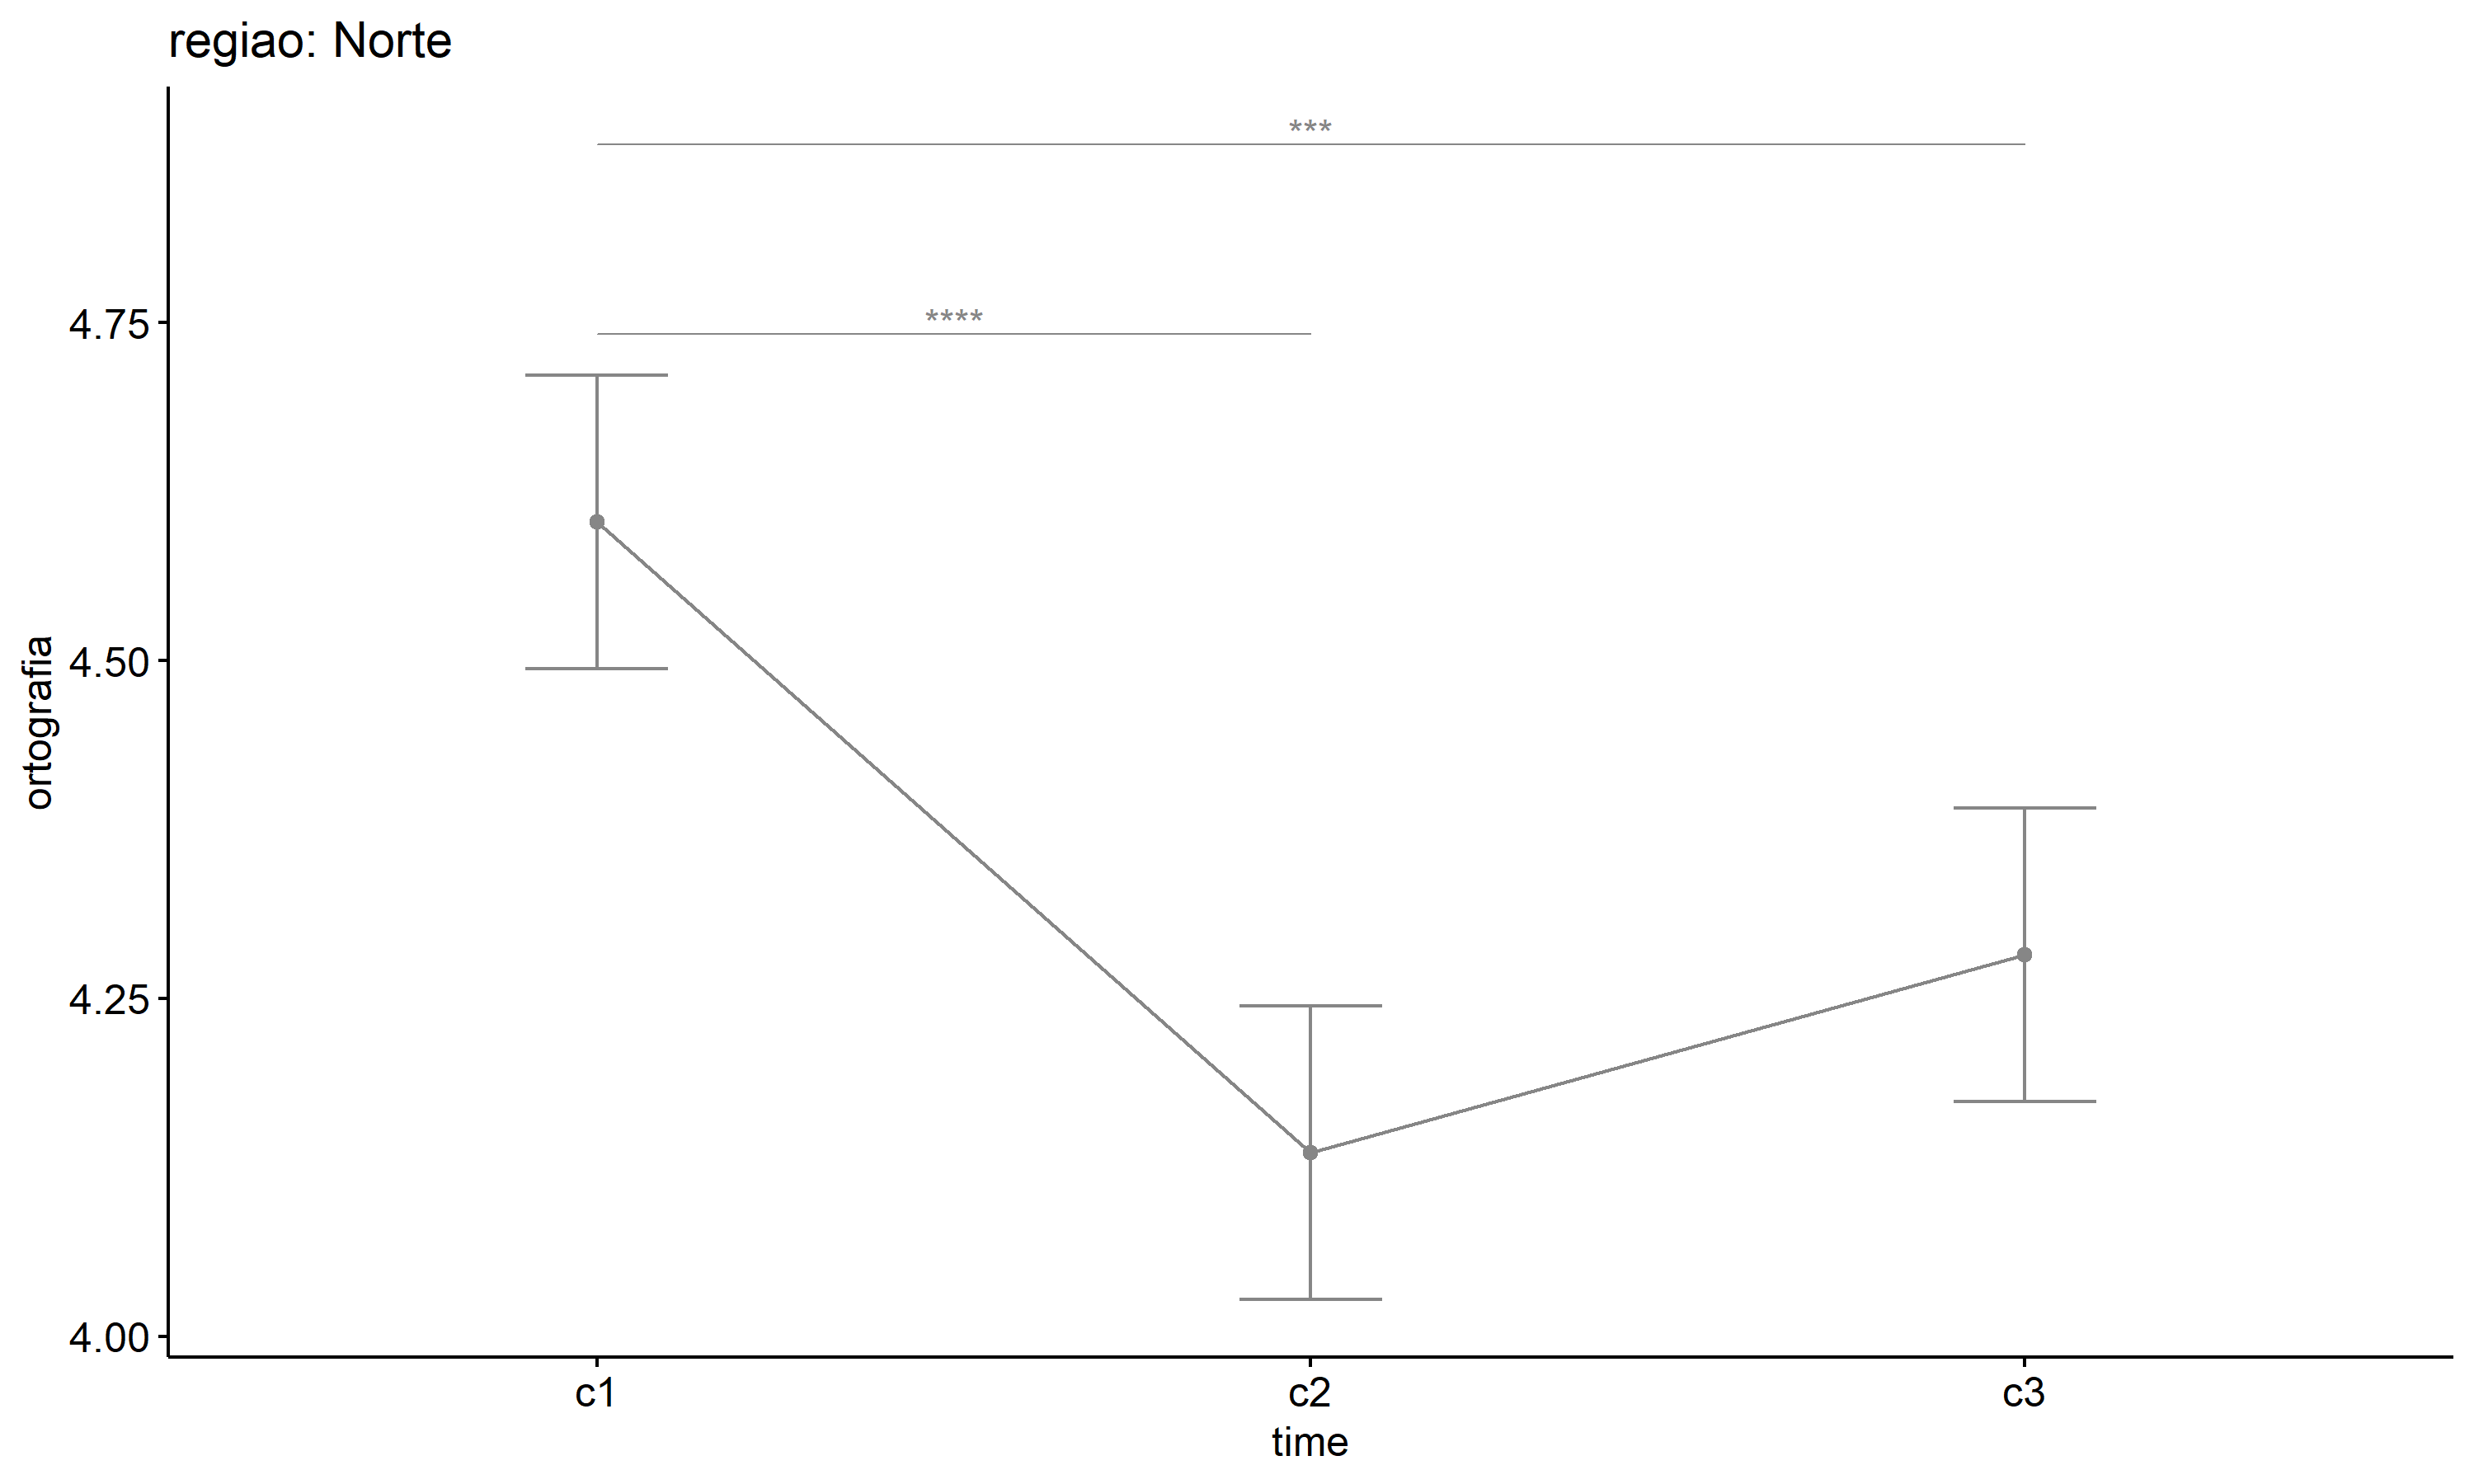 regiao: Norte
***
****
4.75
4.50
4.25
4.00
ortografia
c1
c2
c3
time